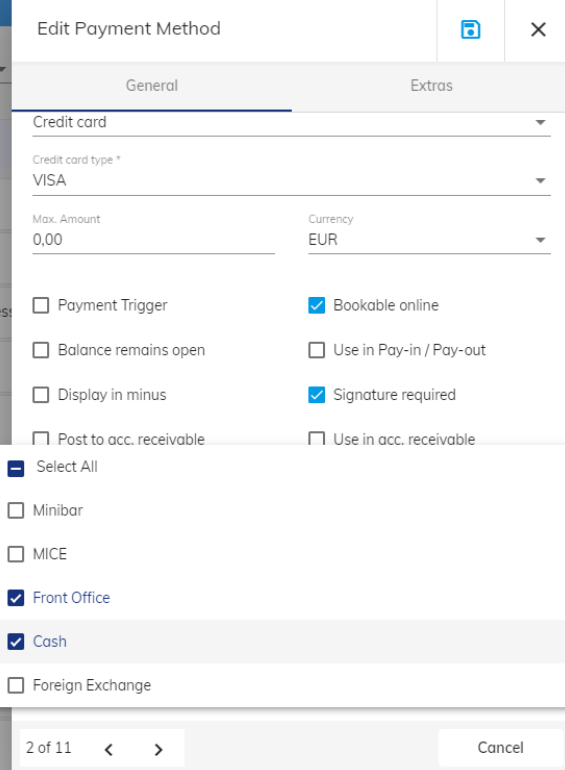 Edit Payment Method
General Extras
Credit card
Credit card type *
VISA
Max. Amount Currency
0,00 EUR
Payment Trigger Bookable online
Balance remains open Use in Pay-in / Pay-out
Display in minus Signature required
Post to acc. receivable Use in acc. receivable
Select All
Minibar
MICE
Front Office
Cash
Foreign Exchange
2 of 11 Cancel